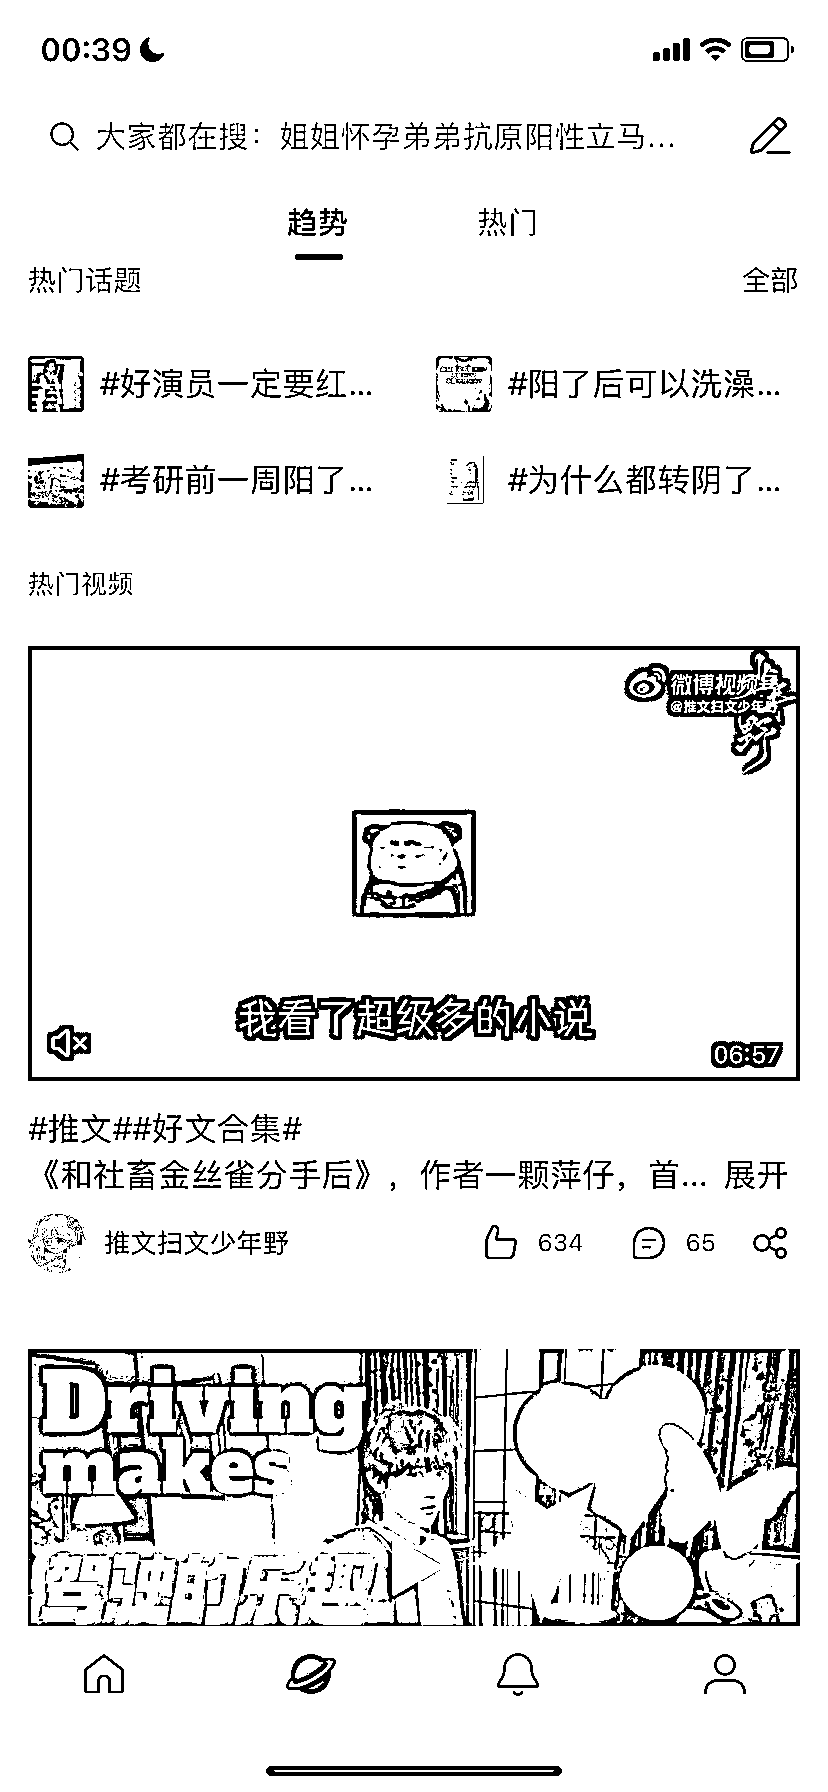 00:39
大家都在搜：姐姐怀孕弟弟抗原阳性立马...
趋势 热门
热门话题 全部
#好演员一定要红... #阳了后可以洗澡...
#考研前一周阳了... #为什么都转阴了...
热门视频
微博视频号
@推文扫文少年野
少年野
我看了超级多的小说
06:57
#推文##好文合集#
《和社畜金丝雀分手后》，作者一颗萍仔，首... 展开
推文扫文少年野 634 65
Driving
makes
驾驶的乐趣